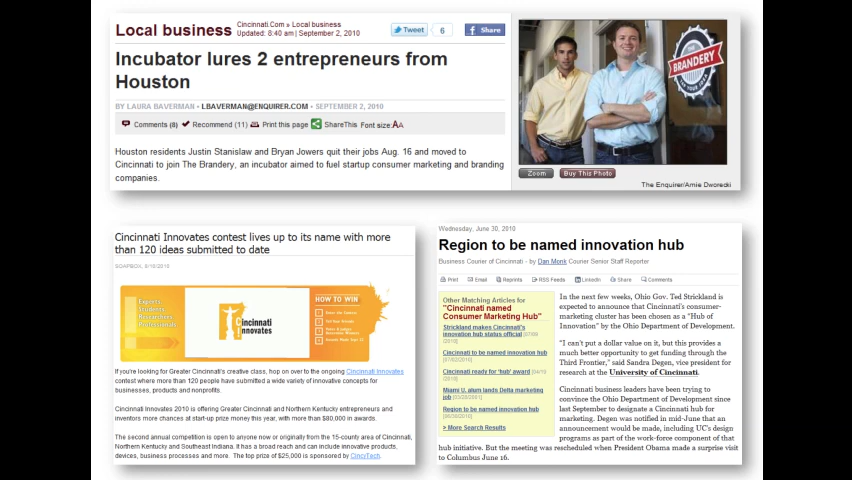 Local business
Cincinnati.Com » Local business
Updated: 8:40 am | September 2, 2010
Tweet 6
Share
Incubator lures 2 entrepreneurs from
Houston
BY LAURA BAVERMAN • LBAVERMAN@ENQUIRER.COM • SEPTEMBER 2, 2010
Comments (8) Recommend (11) Print this page ShareThis Font size: A A
Houston residents Justin Stanislaw and Bryan Jowers quit their jobs Aug. 16 and moved to
Cincinnati to join The Brandery, an incubator aimed to fuel startup consumer marketing and branding
companies.
BRANDERY
Zoom Buy This Photo
The Enquirer/Amie Dworecki
Cincinnati Innovates contest lives up to its name with more
than 120 ideas submitted to date
Experts
Students
Researchers
Professionals
Cincinnati
Innovates
HOW TO WIN
If you're looking for Greater Cincinnati's creative class, hop on over to the ongoing Cincinnati Innovates
contest where more than 120 people have submitted a wide variety of innovative concepts for
businesses, products and nonprofits.
Cincinnati Innovates 2010 is offering Greater Cincinnati and Northern Kentucky entrepreneurs and
inventors more chances at start-up prize money this year, with more than $80,000 in awards.
The second annual competition is open to anyone now or originally from the 15-county area of Cincinnati,
Northern Kentucky and Southeast Indiana. It has a broad reach and can include innovative products,
devices, business processes and more. The top prize of $25,000 is sponsored by CincyTech.
Wednesday, June 30, 2010
Region to be named innovation hub
Business Courier of Cincinnati - by Dan Monk Courier Senior Staff Reporter
Print Email Reprints RSS Feeds LinkedIn Share Comments
Other Matching Articles for
"Cincinnati named
Consumer Marketing Hub"
Strickland makes Cincinnati's
innovation hub status official
Cincinnati to be named innovation hub
Cincinnati ready for 'hub' award
Miami U. alum lands Delta marketing
job
Region to be named innovation hub
> More Search Results
In the next few weeks, Ohio Gov. Ted Strickland is
expected to announce that Cincinnati's consumer-
marketing cluster has been chosen as a "Hub of
Innovation" by the Ohio Department of Development.
"I can't put a dollar value on it, but this provides a
much better opportunity to get funding through the
Third Frontier," said Sandra Degen, vice president for
research at the University of Cincinnati.
Cincinnati business leaders have been trying to
convince the Ohio Department of Development since
last September to designate a Cincinnati hub for
marketing. Degen was notified in mid-June that an
announcement would be made, including UC's design
programs as part of the work-force component of that
hub initiative. But the meeting was rescheduled when President Obama made a surprise visit
to Columbus June 16.